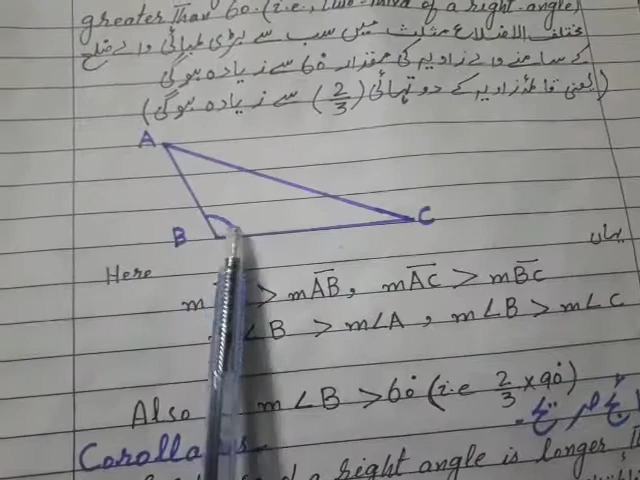 greater Than 60. (i.e., two-third of a right-angle)
مختلف الاضلاع مثلث میں سب سے بڑی لمبائی والے ضلع
کے سامنے والے زاویہ کی مقدار 60 سے زیادہ ہوگی
(یعنی قائمہ زاویہ کے دو تہائی (2/3) سے زیادہ ہوگی)
A
C
B
یہاں
Here
m > mAB, mAC > mBC
∠B > m∠A, m∠B > m∠C
Also m∠B > 60° (i.e 2/3 × 90°)
Corolla
a right angle is longer